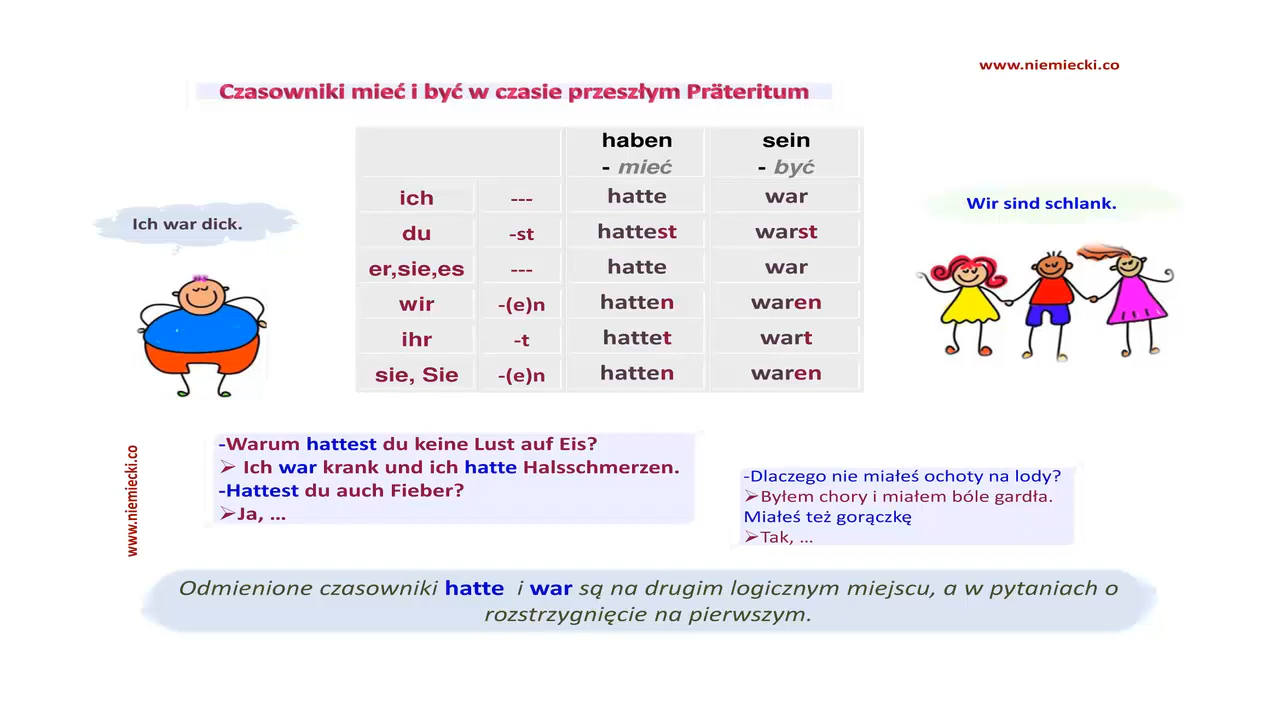 www.niemiecki.co
Czasowniki mieć i być w czasie przeszłym Präteritum
haben sein
- mieć - być
ich --- hatte war
du -st hattest warst
er,sie,es --- hatte war
wir -(e)n hatten waren
ihr -t hattet wart
sie, Sie -(e)n hatten waren
Ich war dick.
Wir sind schlank.
www.niemiecki.co
-Warum hattest du keine Lust auf Eis?
➢ Ich war krank und ich hatte Halsschmerzen.
-Hattest du auch Fieber?
➢Ja, ...
-Dlaczego nie miałeś ochoty na lody?
➢Byłem chory i miałem bóle gardła.
Miałeś też gorączkę
➢Tak, ...
Odmienione czasowniki hatte i war są na drugim logicznym miejscu, a w pytaniach o
rozstrzygnięcie na pierwszym.